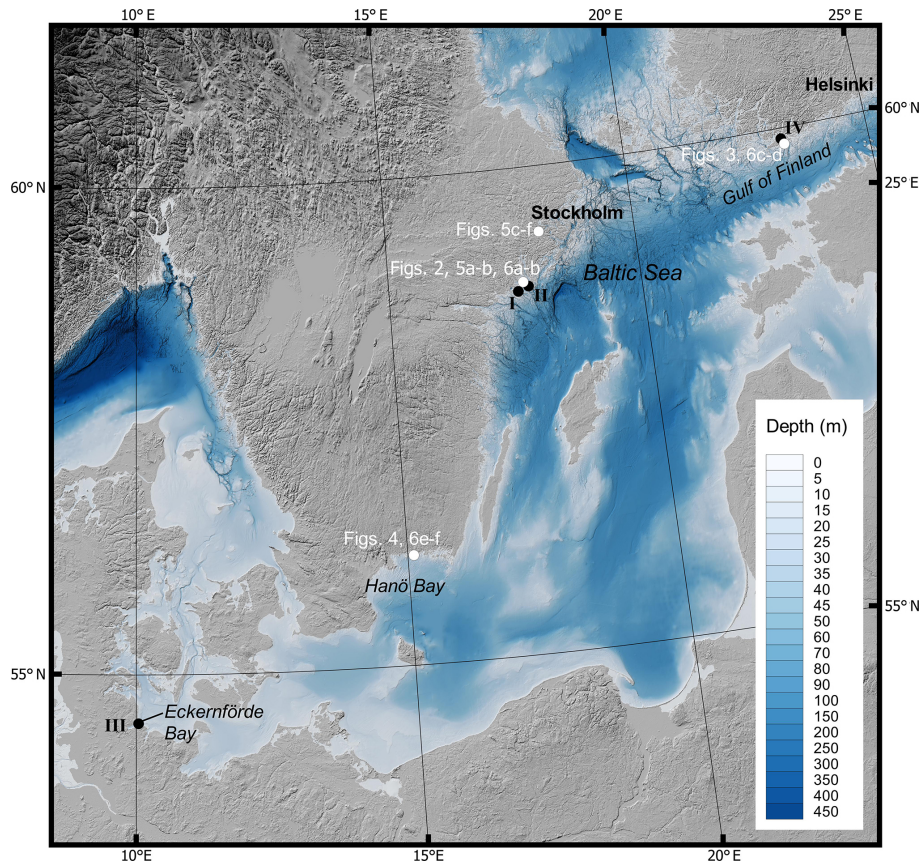 10° E
15° E
20° E
25° E
Helsinki
60° N
IV
Figs. 3, 6c-d
Gulf of Finland
60° N
25° E
Stockholm
Figs. 5c-f
Figs. 2, 5a-b, 6a-b
Baltic Sea
I
II
Depth (m)
0
5
10
15
20
25
30
35
40
45
50
60
70
80
90
100
150
200
250
300
350
400
450
Figs. 4, 6e-f
Hanö Bay
55° N
55° N
III
Eckernförde
Bay
10° E
15° E
20° E